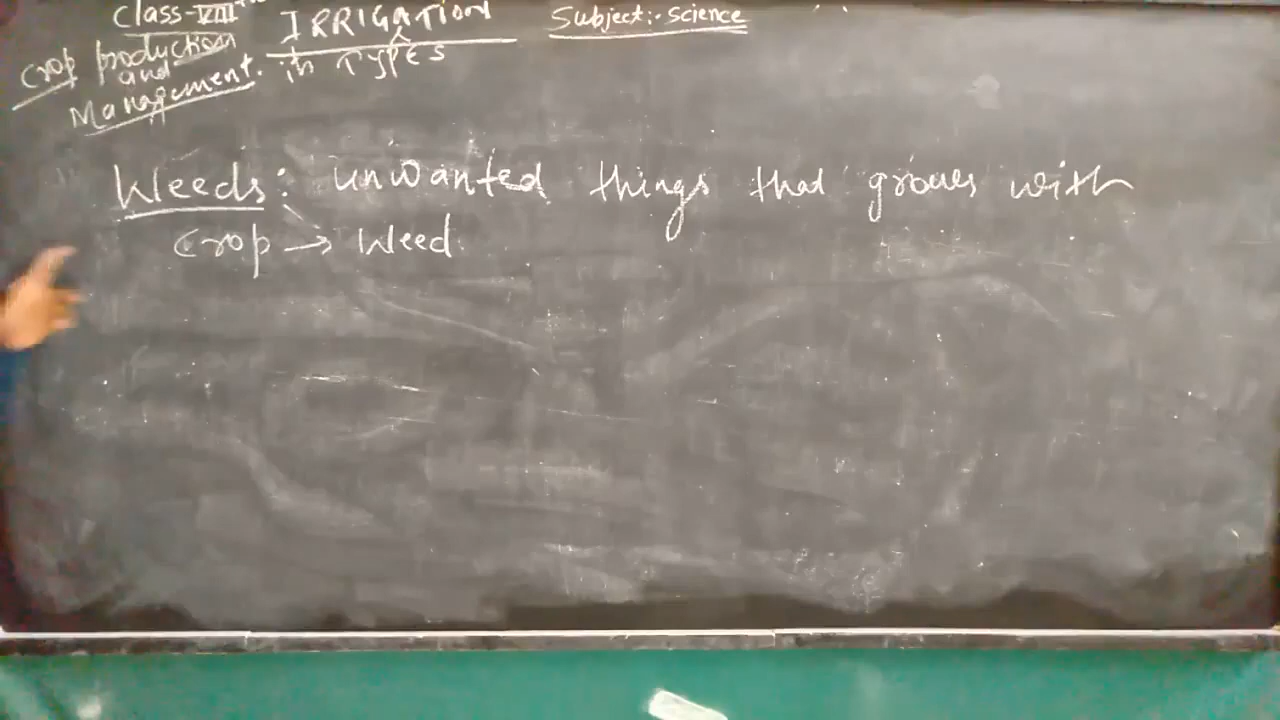 Class-VIII
Crop production
and
Management.
IRRIGATION
in TYPES
Subject:- Science
Weeds: unwanted things that grows with
Crop → Weed